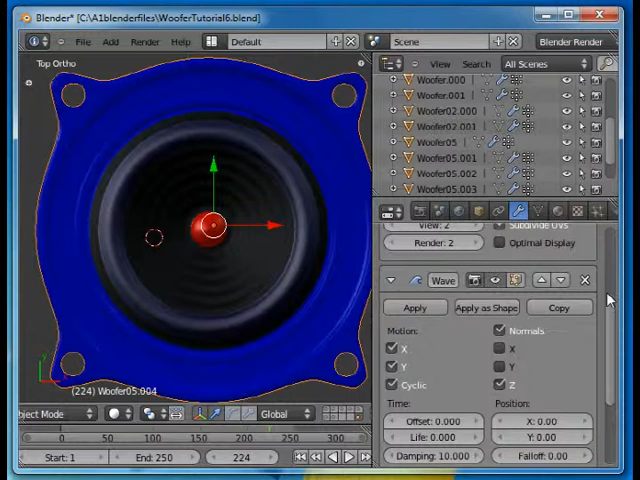 Blender* [C:\A1blenderfiles\WooferTutorial6.blend]
File Add Render Help Default Scene Blender Render
Top Ortho
View Search All Scenes
Woofer.000
Woofer.001
Woofer02.000
Woofer02.001
Woofer05
Woofer05.001
Woofer05.002
Woofer05.003
View: 2 Subdivide UVs
Render: 2 Optimal Display
Wave
Apply Apply as Shape Copy
Motion: Normals
X X
Y Y
Cyclic Z
Time: Position:
Offset: 0.000 X: 0.00
Life: 0.000 Y: 0.00
Damping: 10.000 Falloff: 0.00
(224) Woofer05.004
bject Mode Global
0 50 100 150 200 250 300
Start: 1 End: 250 224